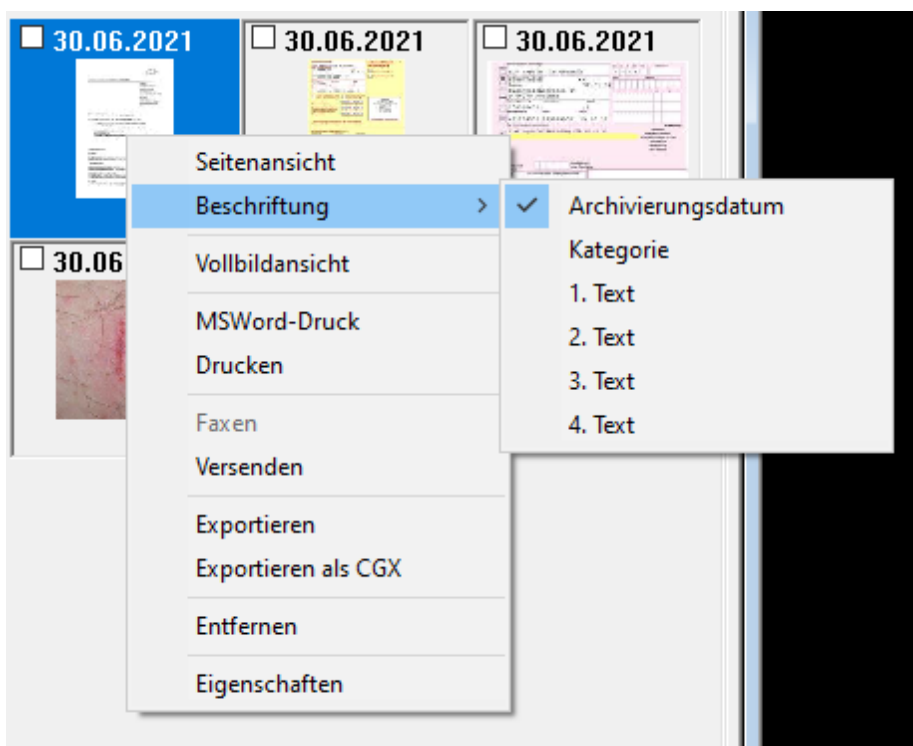 30.06.2021
30.06.2021
30.06.2021
Seitenansicht
Beschriftung
Archivierungsdatum
Kategorie
30.06
Vollbildansicht
1. Text
MSWord-Druck
2. Text
Drucken
3. Text
Faxen
4. Text
Versenden
Exportieren
Exportieren als CGX
Entfernen
Eigenschaften